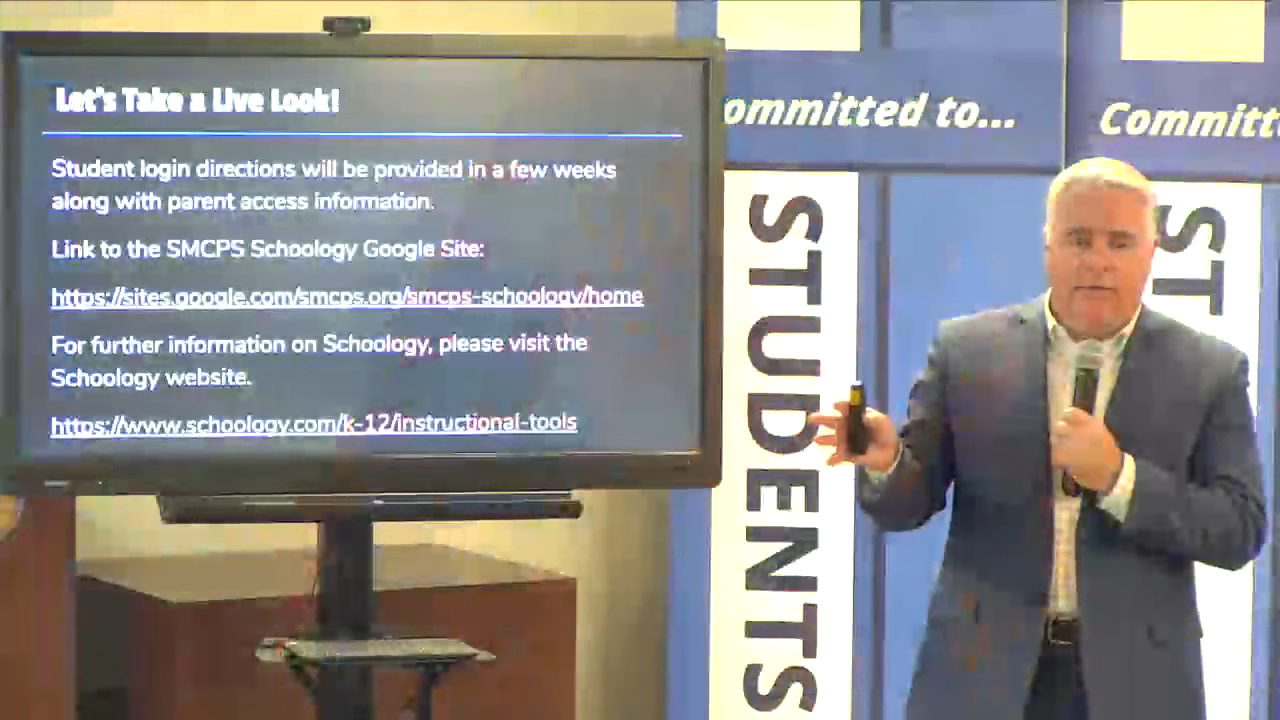 Let's Take a Live Look!
Student login directions will be provided in a few weeks
along with parent access information.
Link to the SMCPS Schoology Google Site:
https://sites.google.com/smcps.org/smcps-schoology/home
For further information on Schoology, please visit the
Schoology website.
https://www.schoology.com/k-12/instructional-tools
ommitted to...
STUDENTS
Committ
ST